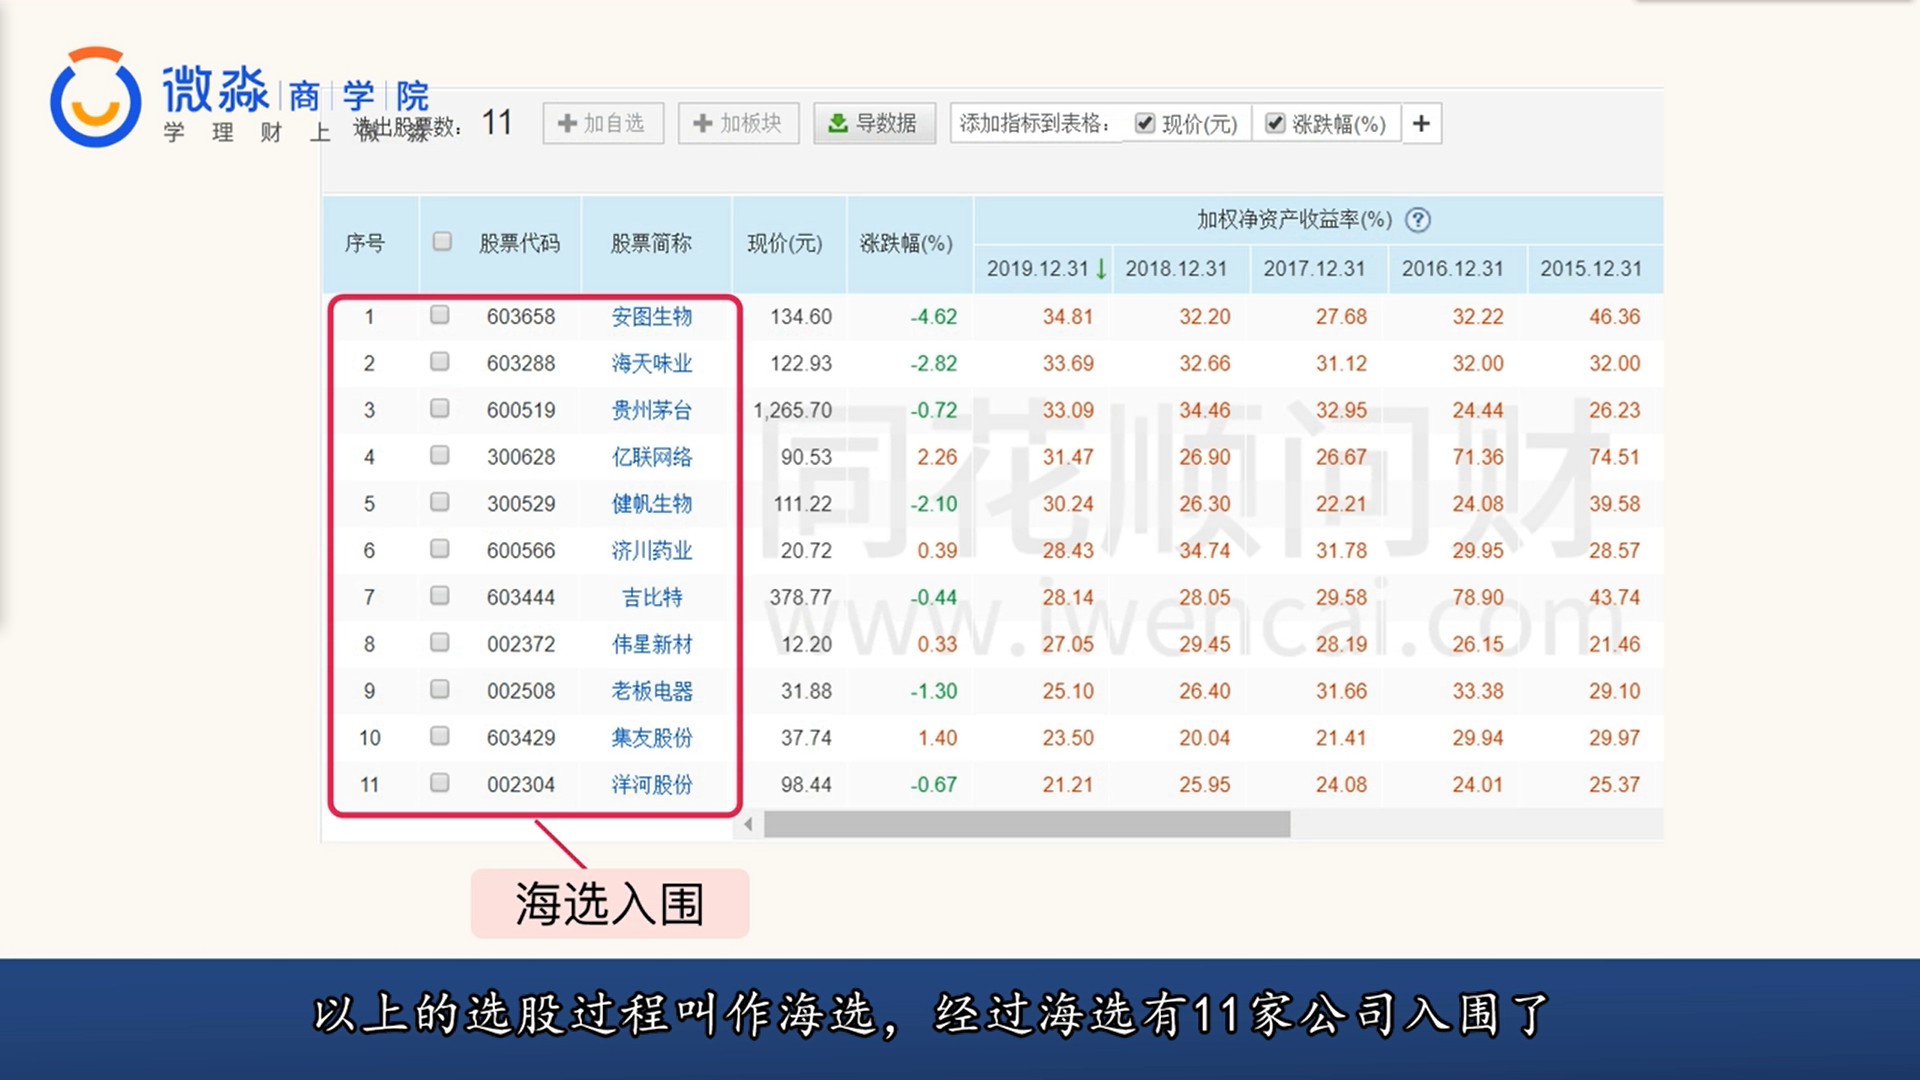 微淼 商学院
学理财上微淼
选出股票数： 11 加自选 加板块 导数据 添加指标到表格： 现价(元) 涨跌幅(%) +
序号 股票代码 股票简称 现价(元) 涨跌幅(%) 加权净资产收益率(%) ?
2019.12.31↓ 2018.12.31 2017.12.31 2016.12.31 2015.12.31
1 603658 安图生物 134.60 -4.62 34.81 32.20 27.68 32.22 46.36
2 603288 海天味业 122.93 -2.82 33.69 32.66 31.12 32.00 32.00
3 600519 贵州茅台 1,265.70 -0.72 33.09 34.46 32.95 24.44 26.23
4 300628 亿联网络 90.53 2.26 31.47 26.90 26.67 71.36 74.51
5 300529 健帆生物 111.22 -2.10 30.24 26.30 22.21 24.08 39.58
6 600566 济川药业 20.72 0.39 28.43 34.74 31.78 29.95 28.57
7 603444 吉比特 378.77 -0.44 28.14 28.05 29.58 78.90 43.74
8 002372 伟星新材 12.20 0.33 27.05 29.45 28.19 26.15 21.46
9 002508 老板电器 31.88 -1.30 25.10 26.40 31.66 33.38 29.10
10 603429 集友股份 37.74 1.40 23.50 20.04 21.41 29.94 29.97
11 002304 洋河股份 98.44 -0.67 21.21 25.95 24.08 24.01 25.37
同花顺问财
www.iwencai.com
海选入围
以上的选股过程叫作海选，经过海选有11家公司入围了